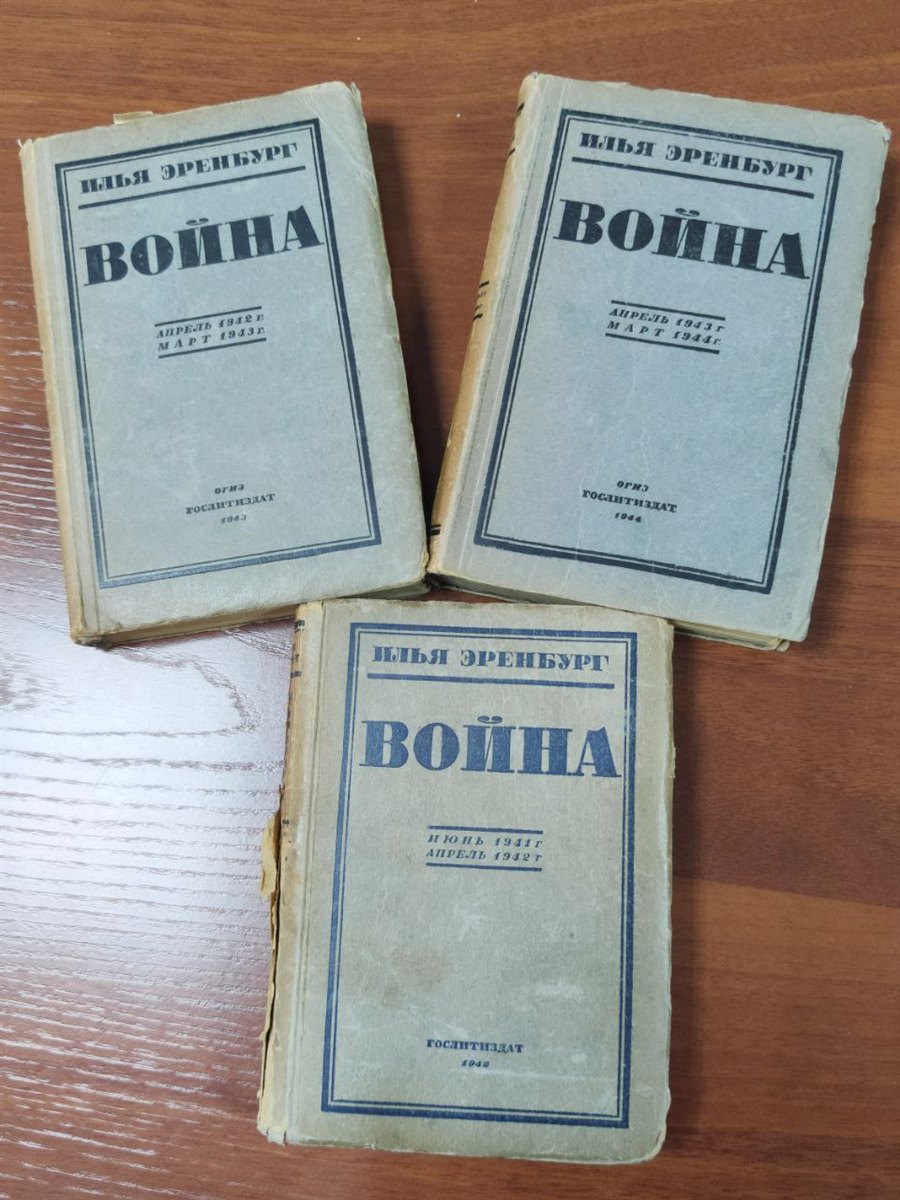 ИЛЬЯ ЭРЕНБУРГ
ВОЙНА
АПРЕЛЬ 1942 г.
МАРТ 1943 г.
ОГИЗ
ГОСЛИТИЗДАТ
1943
ИЛЬЯ ЭРЕНБУРГ
ВОЙНА
АПРЕЛЬ 1943 г
МАРТ 1944 г.
ОГИЗ
ГОСЛИТИЗДАТ
1944
ИЛЬЯ ЭРЕНБУРГ
ВОЙНА
ИЮНЬ 1941 г
АПРЕЛЬ 1942 г
ГОСЛИТИЗДАТ